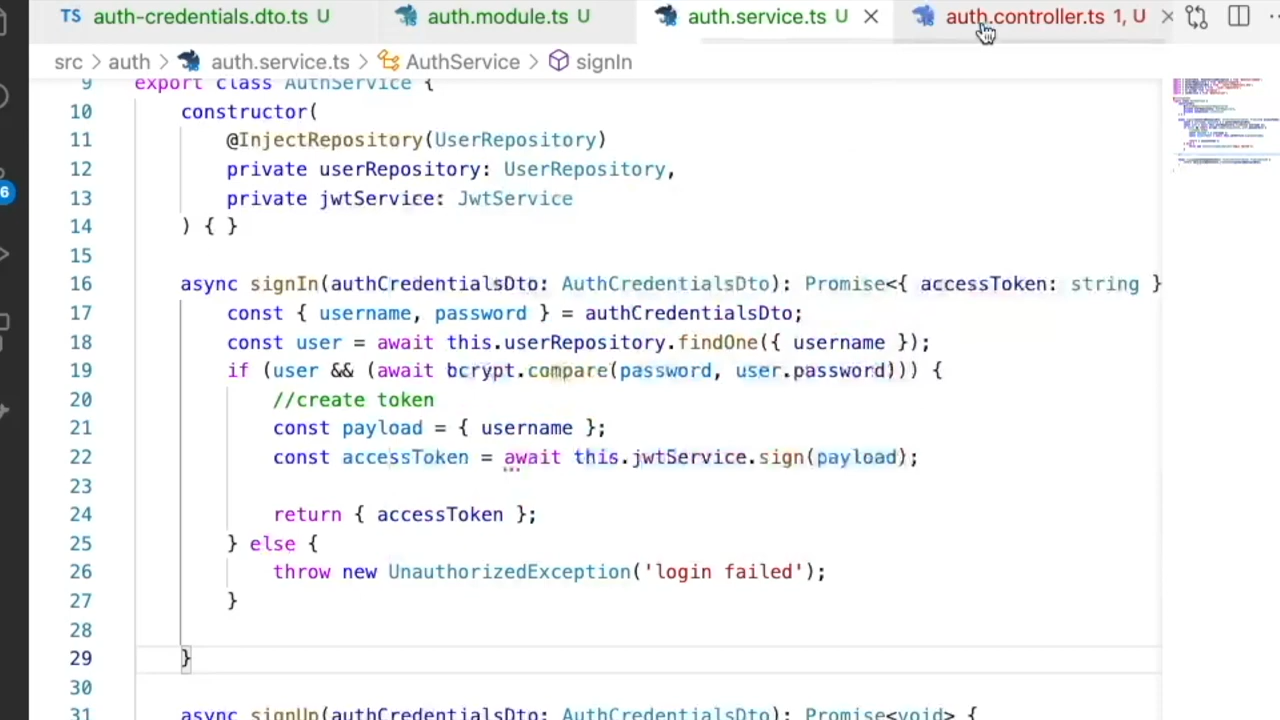 TS auth-credentials.dto.ts U
auth.module.ts U
auth.service.ts U
auth.controller.ts 1, U
src > auth > auth.service.ts > AuthService > signIn
6
9 export class AuthService {
10 constructor(
11 @InjectRepository(UserRepository)
12 private userRepository: UserRepository,
13 private jwtService: JwtService
14 ) { }
15
16 async signIn(authCredentialsDto: AuthCredentialsDto): Promise<{ accessToken: string }
17 const { username, password } = authCredentialsDto;
18 const user = await this.userRepository.findOne({ username });
19 if (user && (await bcrypt.compare(password, user.password))) {
20 //create token
21 const payload = { username };
22 const accessToken = await this.jwtService.sign(payload);
23
24 return { accessToken };
25 } else {
26 throw new UnauthorizedException('login failed');
27 }
28
29 }
30
31 async signUp(authCredentialsDto: AuthCredentialsDto): Promise<void> {